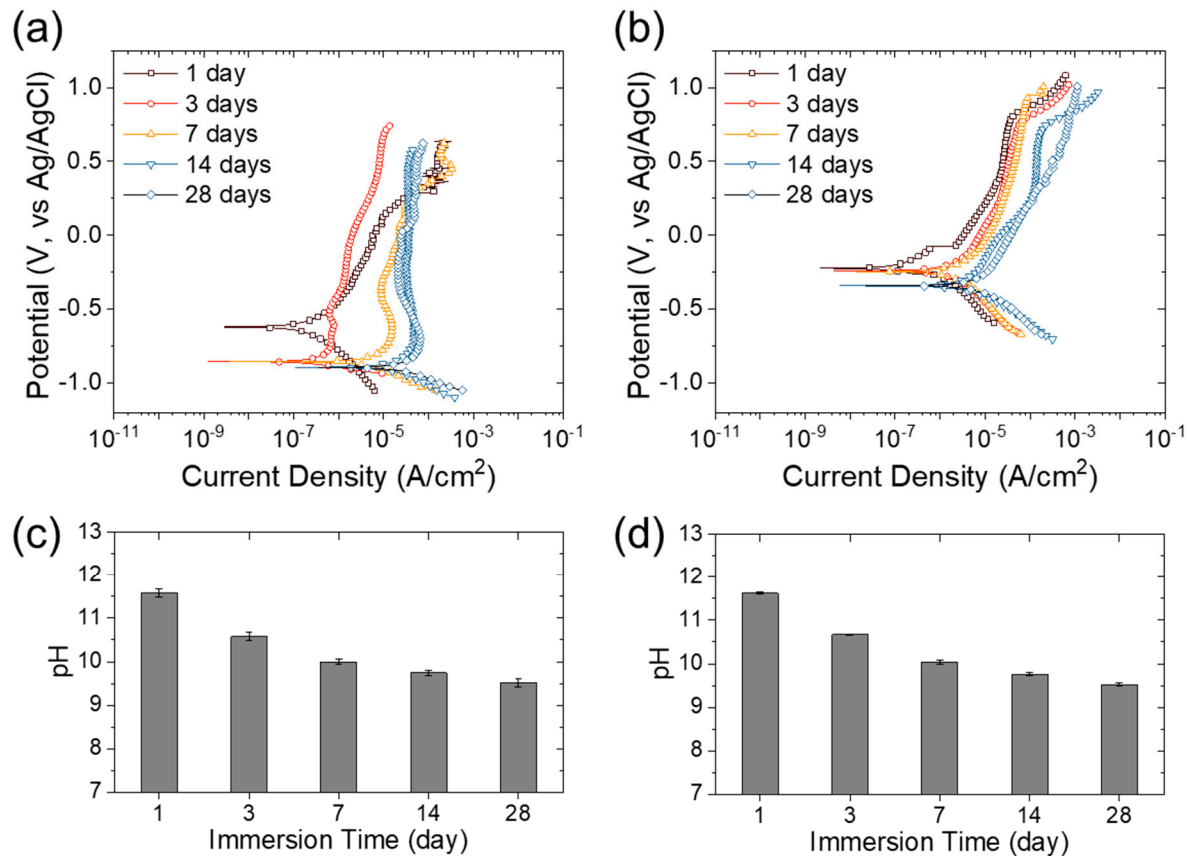 (a)
Potential (V, vs Ag/AgCl)
1.0
0.5
0.0
-0.5
-1.0
1 day
3 days
7 days
14 days
28 days
10-11 10-9 10-7 10-6 10-5 10-3 10-1
Current Density (A/cm2)
(b)
Potential (V, vs Ag/AgCl)
1.0
0.5
0.0
-0.5
-1.0
1 day
3 days
7 days
14 days
28 days
10-11 10-9 10-7 10-6 10-5 10-3 10-1
Current Density (A/cm2)
(c)
pH
13
12
11
10
9
8
7
1 3 7 14 28
Immersion Time (day)
(d)
pH
13
12
11
10
9
8
7
1 3 7 14 28
Immersion Time (day)